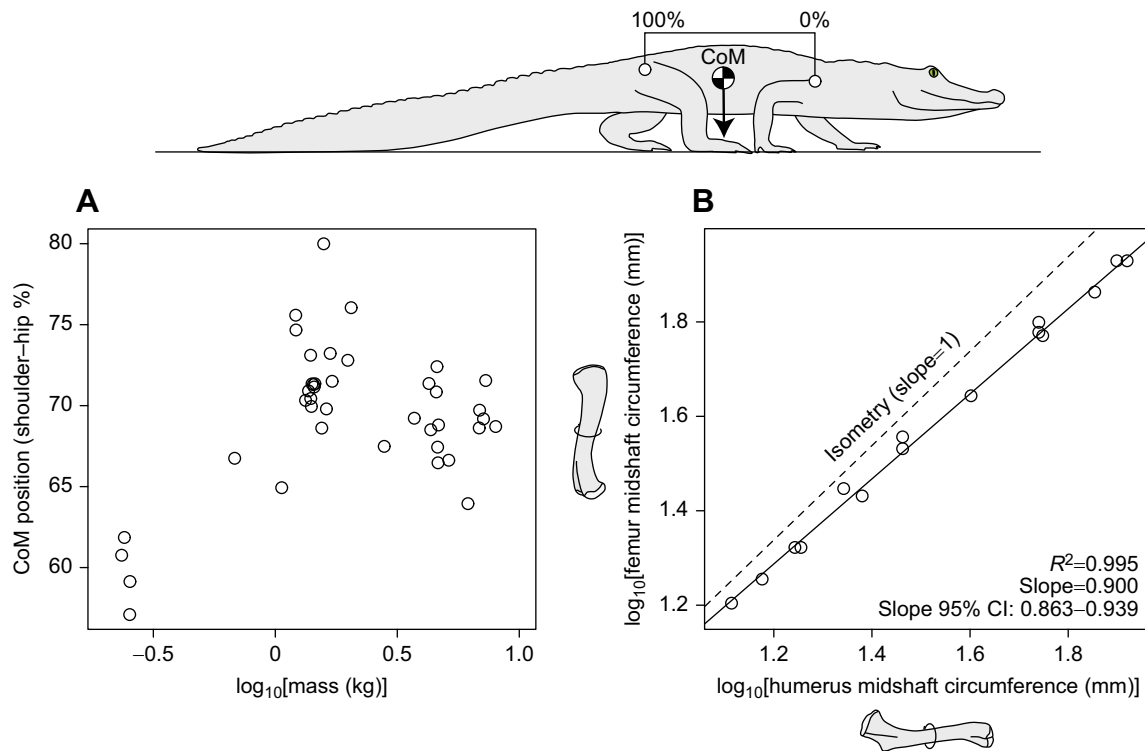 100% 0%
CoM
A
CoM position (shoulder–hip %)
80
75
70
65
60
–0.5 0 0.5 1.0
log10[mass (kg)]
B
log10[femur midshaft circumference (mm)]
1.8
1.6
1.4
1.2
Isometry (slope=1)
R2=0.995
Slope=0.900
Slope 95% CI: 0.863–0.939
1.2 1.4 1.6 1.8
log10[humerus midshaft circumference (mm)]